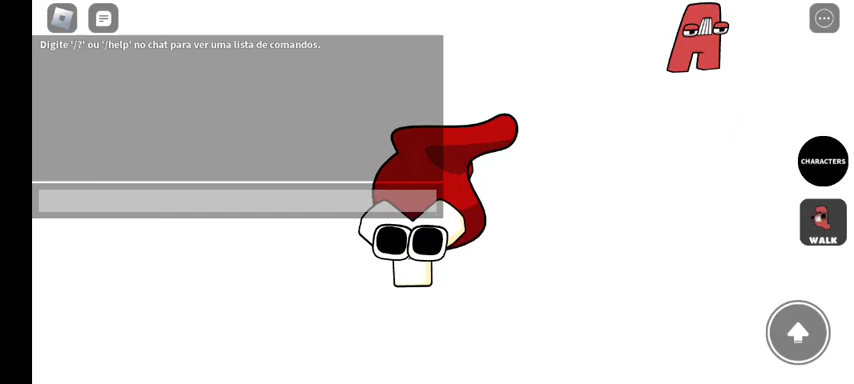 Digite '/?' ou '/help' no chat para ver uma lista de comandos.
CHARACTERS
WALK